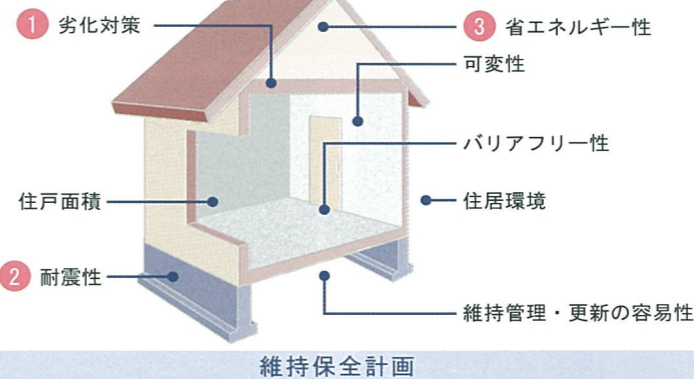 1 劣化対策
3 省エネルギー性
可変性
バリアフリー性
住戸面積
住居環境
2 耐震性
維持管理・更新の容易性
維持保全計画